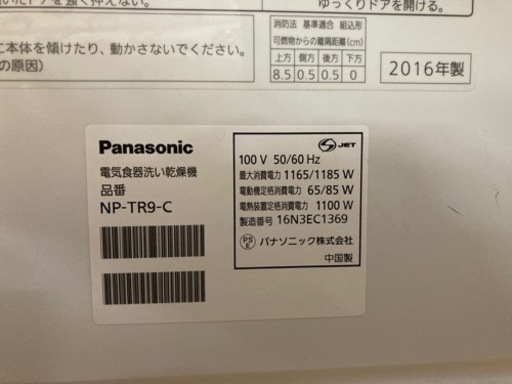 ゆっくりドアを開ける。
に本体を傾けたり、動かさないでください。
の原因）
消防法 基準適合 組込形
可燃物からの離隔距離(cm)
上方 側方 後方 下方
8.5 0.5 0.5 0
2016年製
Panasonic
電気食器洗い乾燥機
品番
NP-TR9-C
S JET
100 V 50/60 Hz
最大消費電力 1165/1185 W
電動機定格消費電力 65/85 W
電熱装置定格消費電力 1100 W
製造番号 16N3EC1369
PSE パナソニック株式会社
中国製